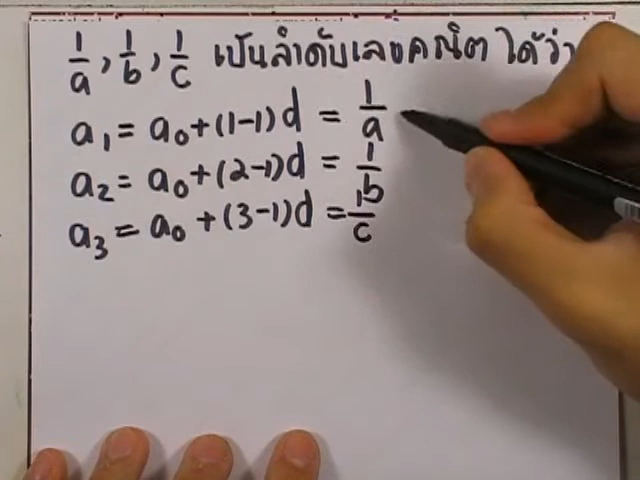 1/a, 1/b, 1/c เป็นลำดับเลขคณิต ได้ว่า
a₁ = a₀+(1-1)d = 1/a
a₂ = a₀+(2-1)d = 1/b
a₃ = a₀+(3-1)d = 1/c